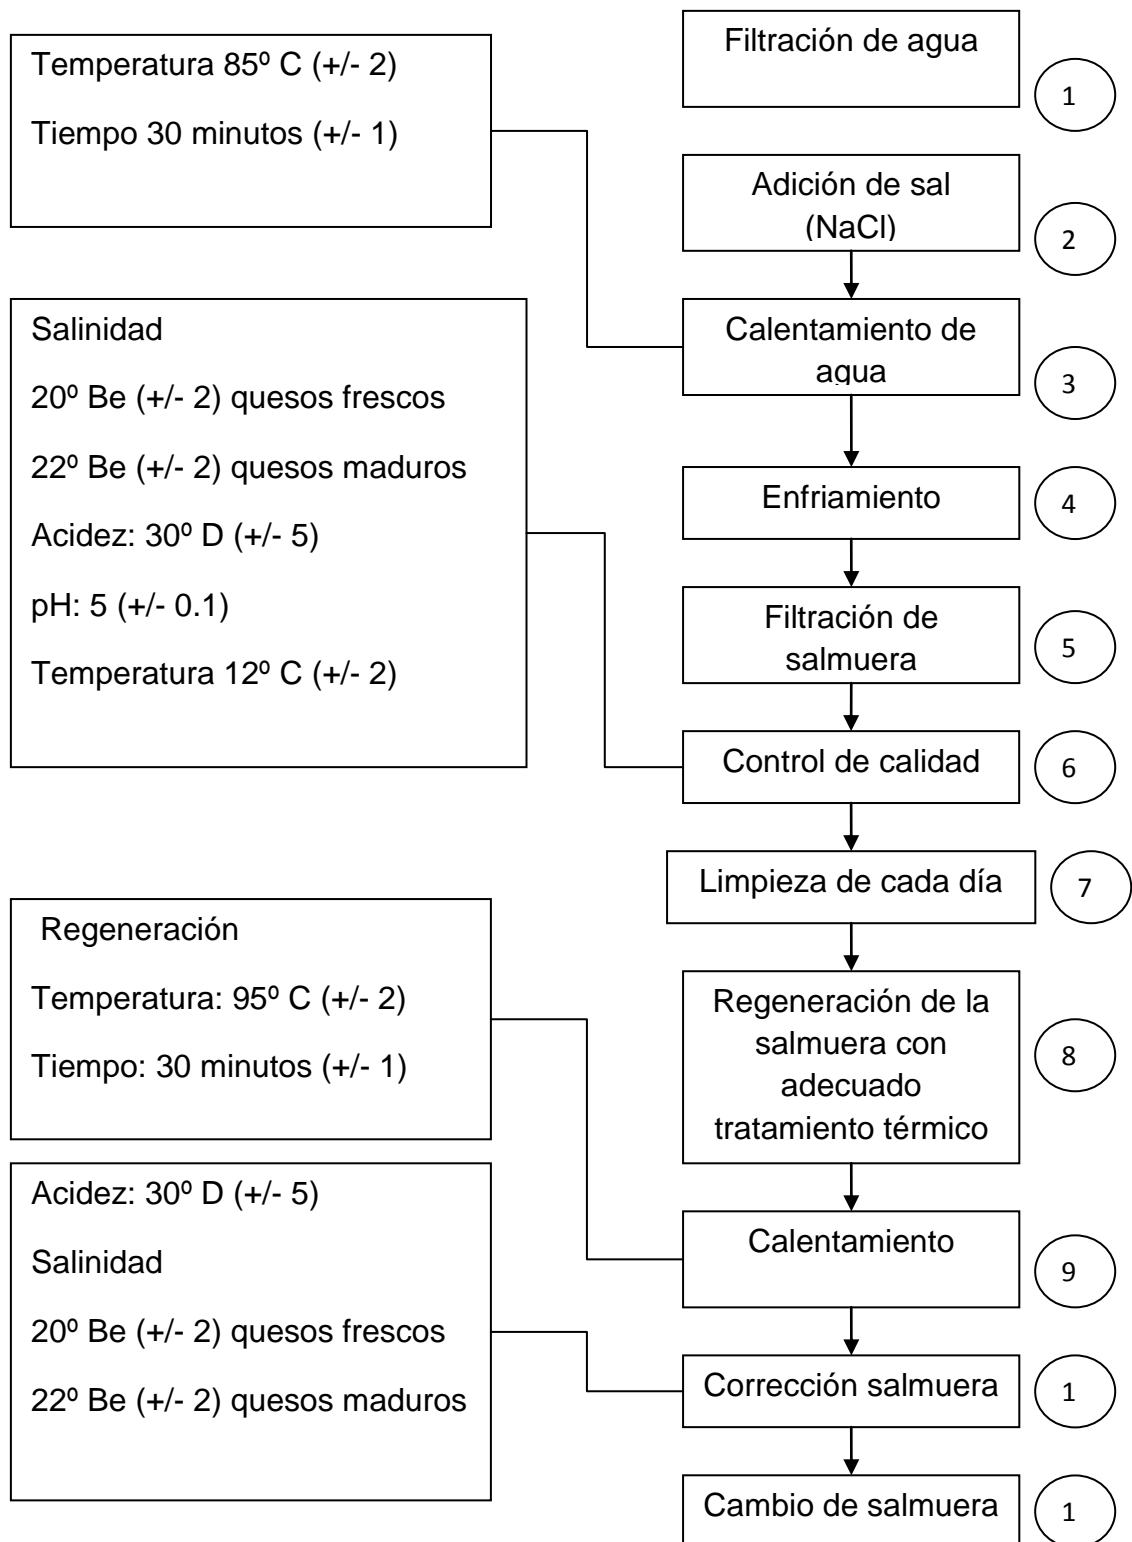 Filtración de agua
1
Temperatura 85º C (+/- 2)
Tiempo 30 minutos (+/- 1)
Adición de sal
(NaCl)
2
Calentamiento de
agua
3
Salinidad
20º Be (+/- 2) quesos frescos
22º Be (+/- 2) quesos maduros
Acidez: 30º D (+/- 5)
pH: 5 (+/- 0.1)
Temperatura 12º C (+/- 2)
Enfriamiento
4
Filtración de
salmuera
5
Control de calidad
6
Limpieza de cada día
7
Regeneración
Temperatura: 95º C (+/- 2)
Tiempo: 30 minutos (+/- 1)
Regeneración de la
salmuera con
adecuado
tratamiento térmico
8
Calentamiento
9
Acidez: 30º D (+/- 5)
Salinidad
20º Be (+/- 2) quesos frescos
22º Be (+/- 2) quesos maduros
Corrección salmuera
1
Cambio de salmuera
1